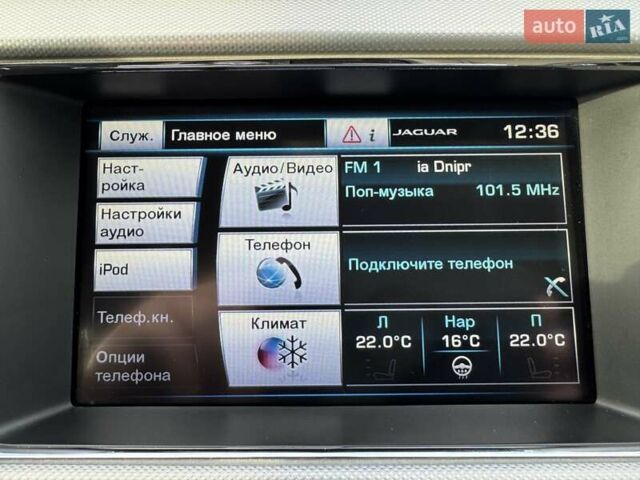 auto RIA
Служ. Главное меню i JAGUAR 12:36
Наст-
ройка
Настройки
аудио
iPod
Телеф.кн.
Опции
телефона
Аудио/Видео
Телефон
Климат
FM 1 ia Dnipr
Поп-музыка 101.5 MHz
Подключите телефон
Л Нар П
22.0°C 16°C 22.0°C